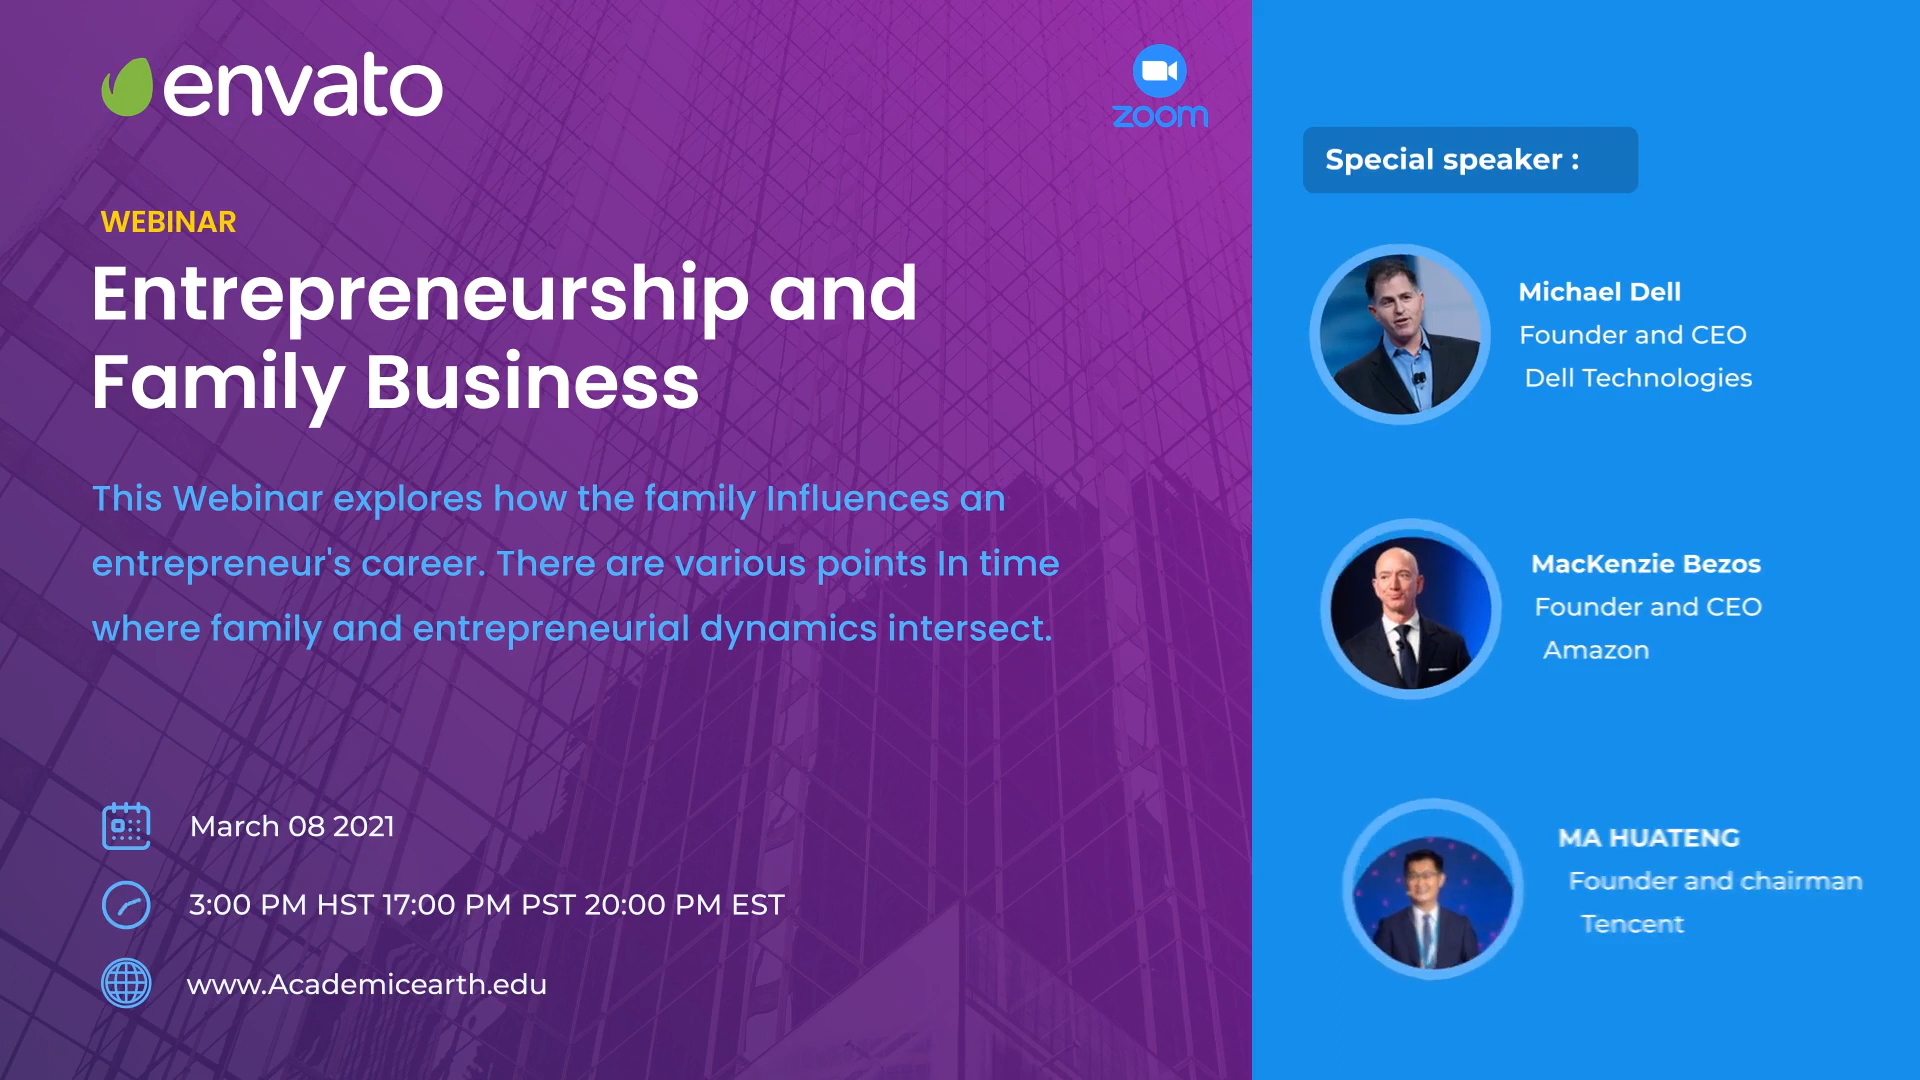 envato
zoom
WEBINAR
Entrepreneurship and
Family Business
This Webinar explores how the family Influences an
entrepreneur's career. There are various points In time
where family and entrepreneurial dynamics intersect.
March 08 2021
3:00 PM HST 17:00 PM PST 20:00 PM EST
www.Academicearth.edu
Special speaker :
Michael Dell
Founder and CEO
Dell Technologies
MacKenzie Bezos
Founder and CEO
Amazon
MA HUATENG
Founder and chairman
Tencent